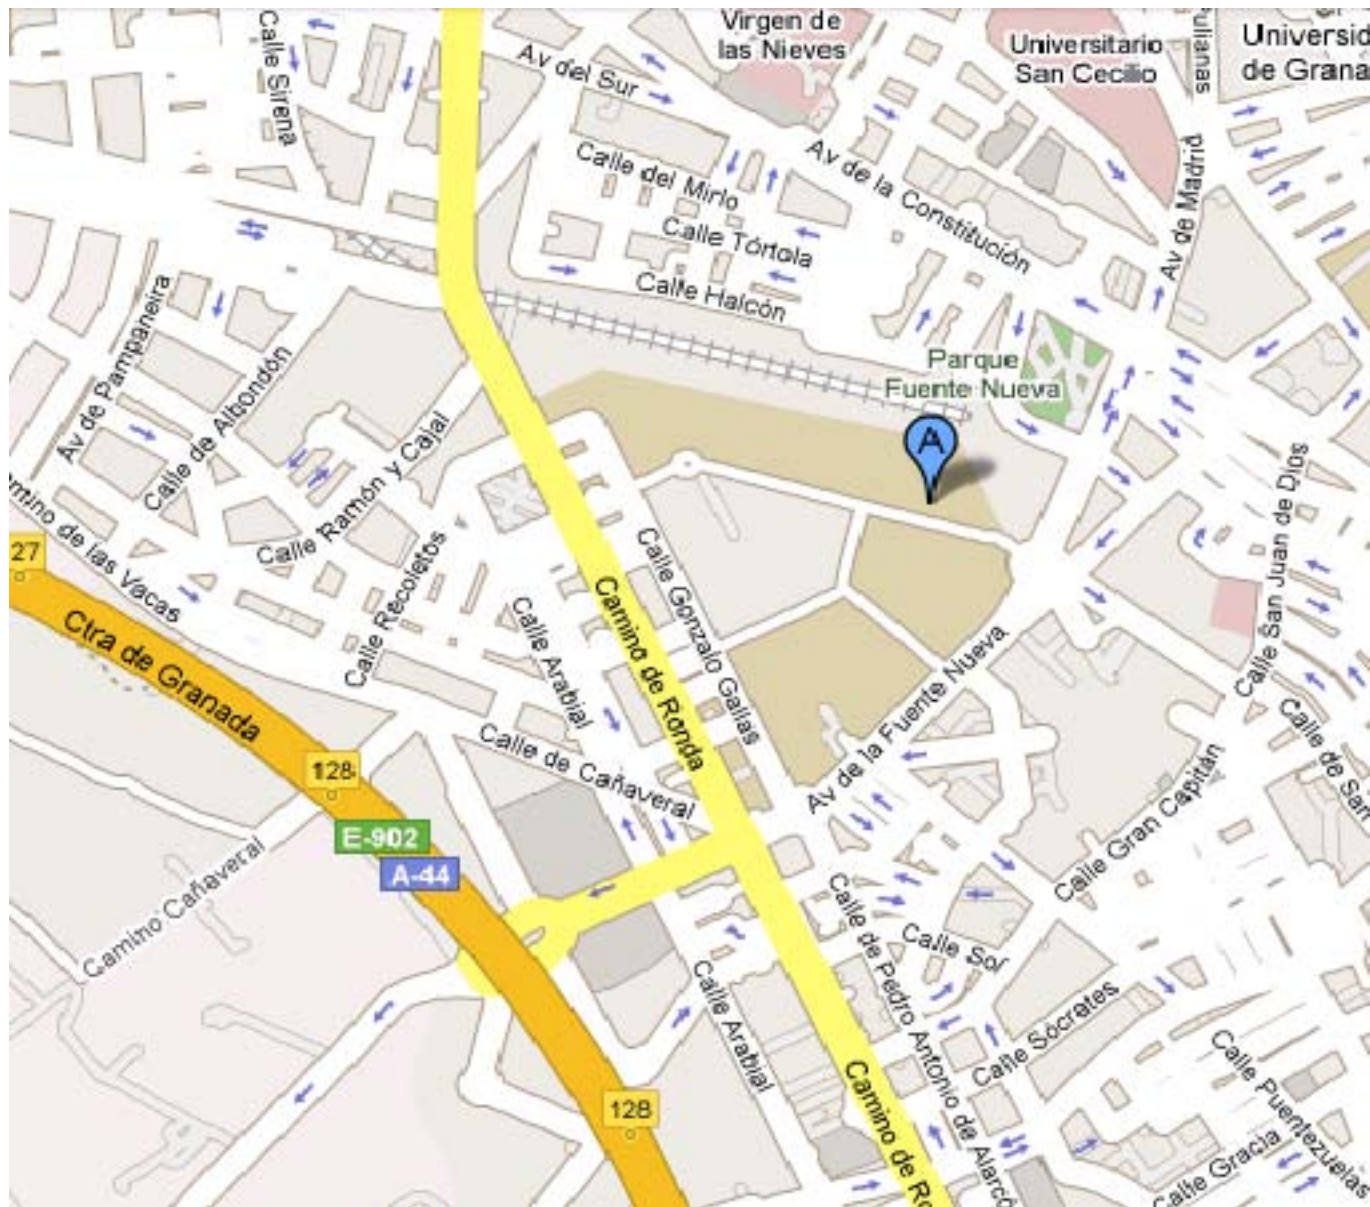 Virgen de
las Nieves
Universitario
San Cecilio
Universid
de Grana
ulianas
Calle Sirena
Av del Sur
Calle del Mirlo
Av de la Constitución
Av de Madrid
Calle Tórtola
Calle Halcón
Parque
Fuente Nueva
A
Av de Pampaneira
Calle de Albondón
Calle Ramón y Cajal
Calle Recoletos
mino de las Vacas
27
Ctra de Granada
Calle Arabial
Camino de Ronda
Calle Gonzalo Gallas
Calle San Juan de Dios
Av de la Fuente Nueva
Calle de Cañaveral
128
E-902
A-44
Camino Cañaveral
Calle Gran Capitán
Calle de San
Calle Sol
Calle de Pedro Antonio de Alarcó
Calle Sócrates
Calle Arabial
Camino de Ro
128
Calle Puentezuelas
Calle Gracia